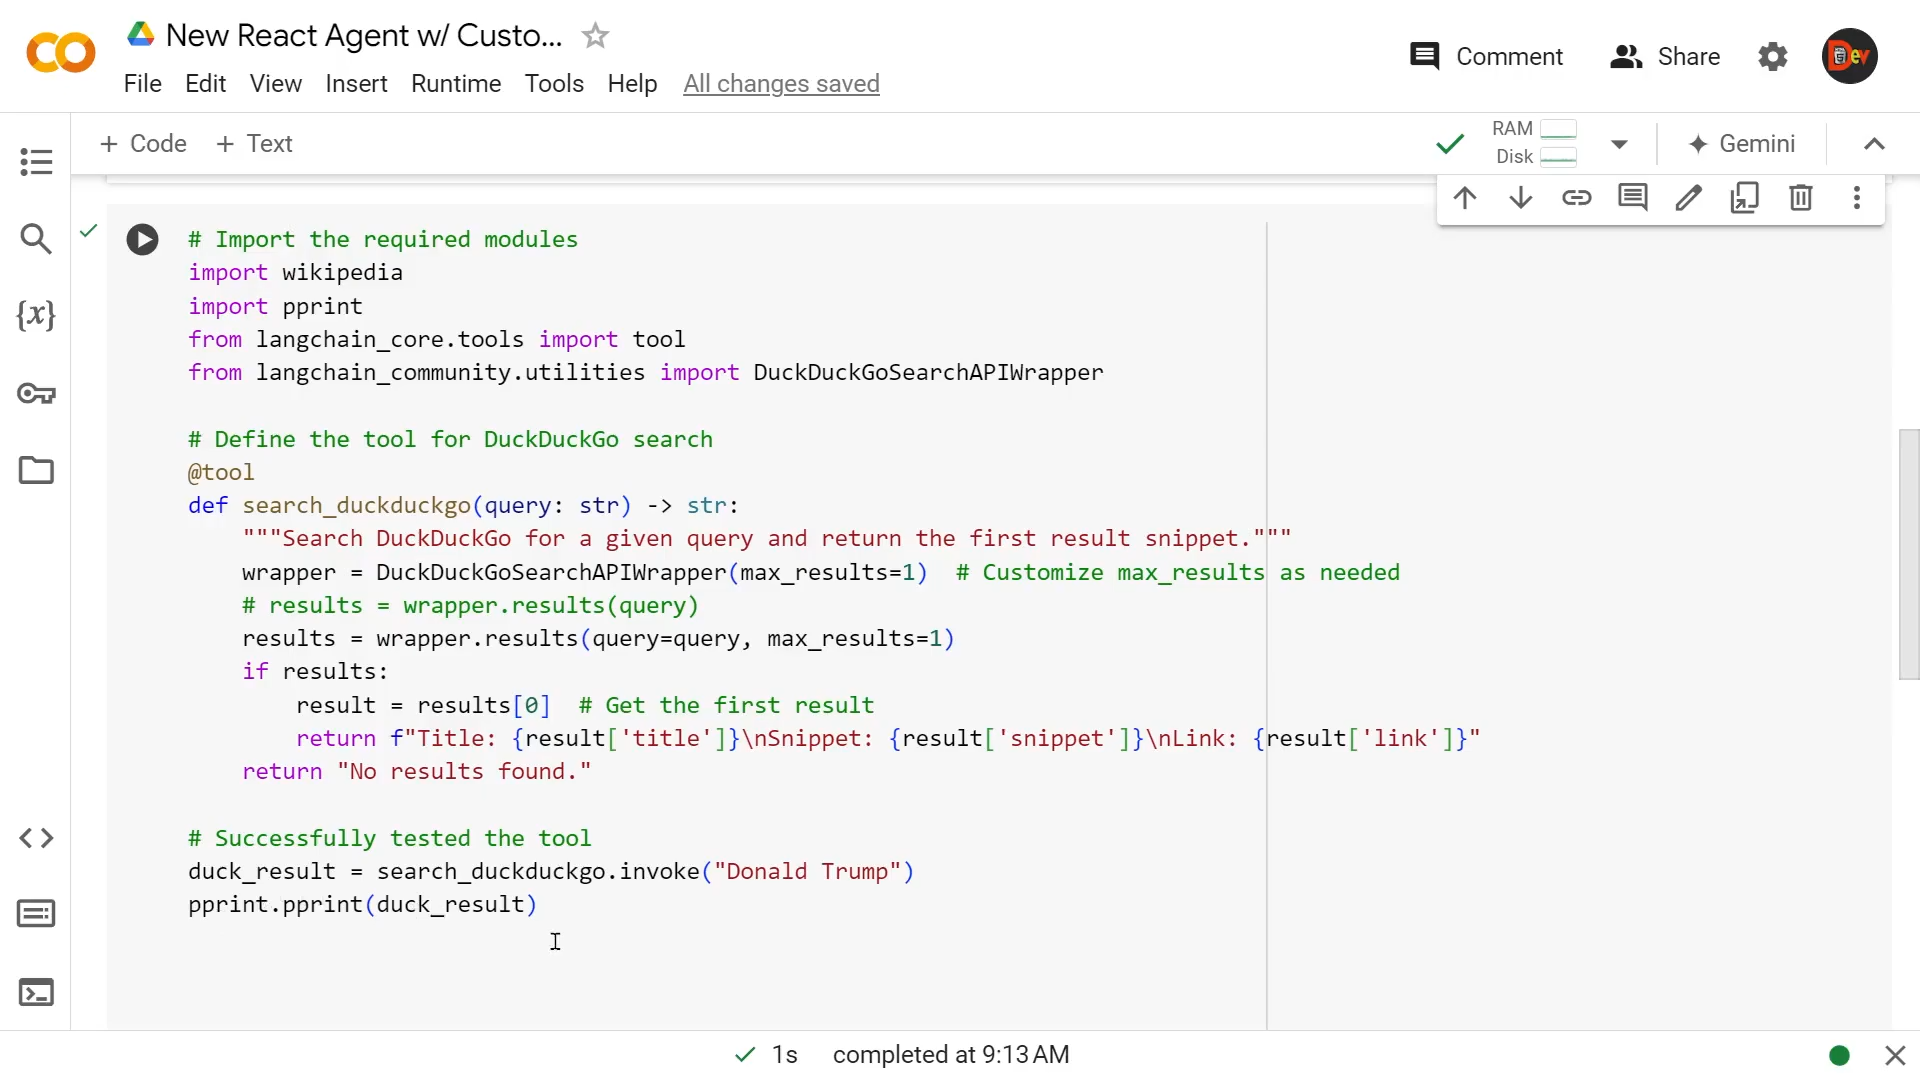 New React Agent w/ Custo...
File Edit View Insert Runtime Tools Help All changes saved
Comment
Share
Dev
+ Code + Text
RAM
Disk
Gemini
{x}
# Import the required modules
import wikipedia
import pprint
from langchain_core.tools import tool
from langchain_community.utilities import DuckDuckGoSearchAPIWrapper
# Define the tool for DuckDuckGo search
@tool
def search_duckduckgo(query: str) -> str:
"""Search DuckDuckGo for a given query and return the first result snippet."""
wrapper = DuckDuckGoSearchAPIWrapper(max_results=1)  # Customize max_results as needed
# results = wrapper.results(query)
results = wrapper.results(query=query, max_results=1)
if results:
result = results[0]  # Get the first result
return f"Title: {result['title']}\nSnippet: {result['snippet']}\nLink: {result['link']}"
return "No results found."
# Successfully tested the tool
duck_result = search_duckduckgo.invoke("Donald Trump")
pprint.pprint(duck_result)
1s completed at 9:13 AM